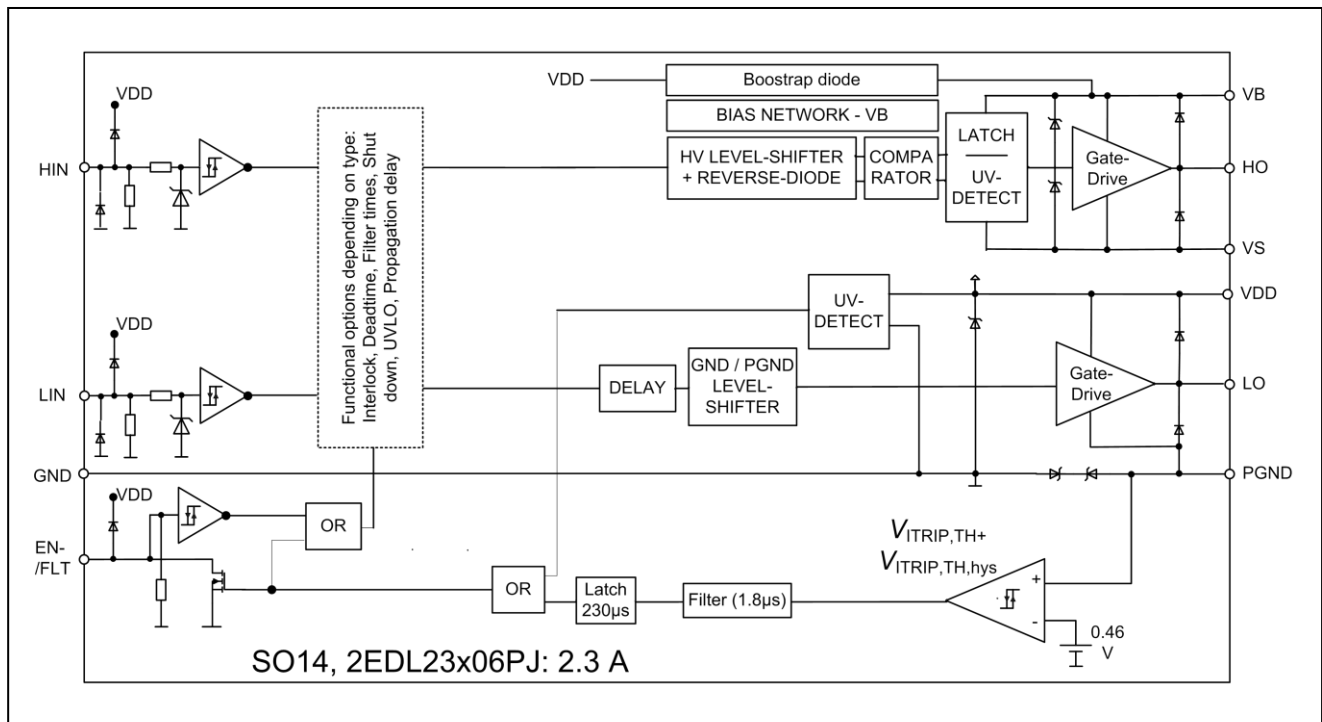 VDD
Boostrap diode
VB
VDD
BIAS NETWORK - VB
HIN
Functional options depending on type:
Interlock, Deadtime, Filter times, Shut
down, UVLO, Propagation delay
HV LEVEL-SHIFTER
+ REVERSE-DIODE
COMPA
RATOR
LATCH
UV-
DETECT
Gate-
Drive
HO
VS
VDD
VDD
UV-
DETECT
LIN
DELAY
GND / PGND
LEVEL-
SHIFTER
Gate-
Drive
LO
GND
PGND
VDD
OR
EN-
/FLT
VITRIP,TH+
VITRIP,TH,hys
OR
Latch
230µs
Filter (1.8µs)
+
-
0.46
V
SO14, 2EDL23x06PJ: 2.3 A